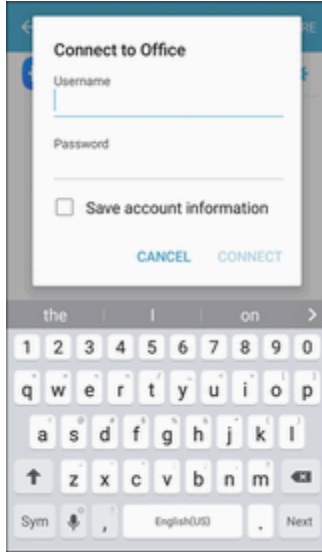 RE
Connect to Office
Username
Password
Save account information
CANCEL CONNECT
the I on
1 2 3 4 5 6 7 8 9 0
q w e r t y u i o p
a s d f g h j k l
z x c v b n m
Sym , English(US) . Next